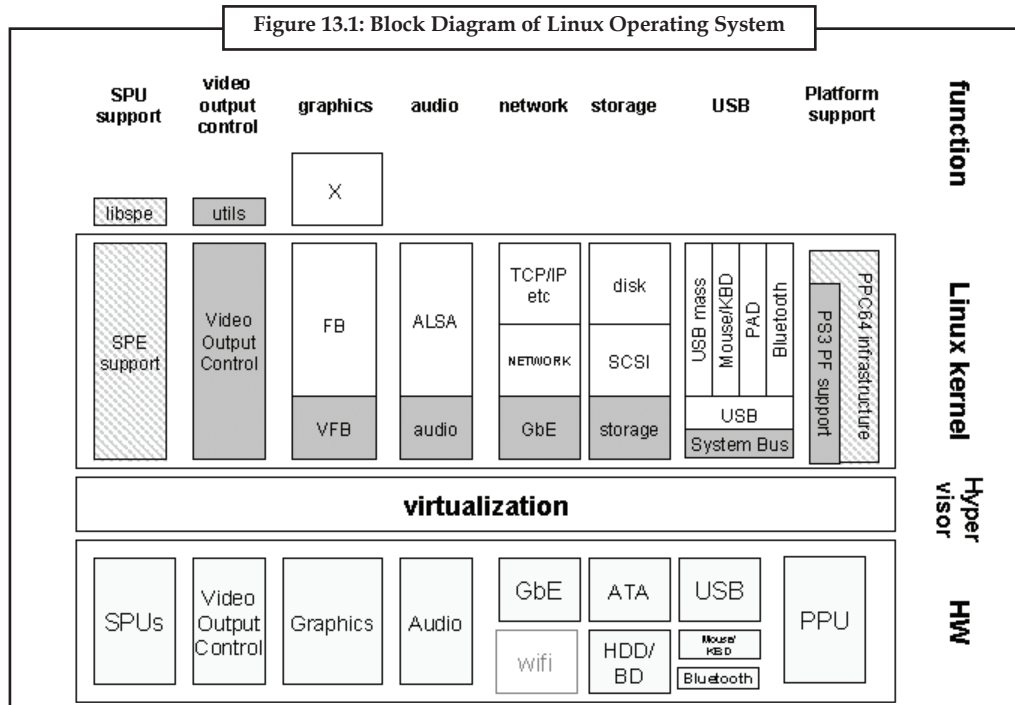 Figure 13.1: Block Diagram of Linux Operating System
SPU
support
video
output
control
graphics
audio
network
storage
USB
Platform
support
function
X
libspe
utils
SPE
support
Video
Output
Control
FB
VFB
ALSA
audio
TCP/IP
etc
NETWORK
GbE
disk
SCSI
storage
USB mass
Mouse/KBD
PAD
Bluetooth
USB
System Bus
PS3 PF support
PPC64 infrastructure
Linux kernel
virtualization
Hyper
visor
SPUs
Video
Output
Control
Graphics
Audio
GbE
wifi
ATA
HDD/
BD
USB
Mouse/
KBD
Bluetooth
PPU
HW